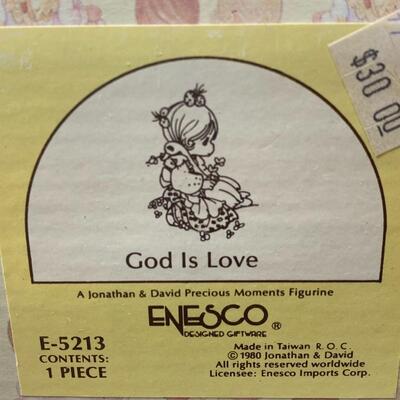 $30.00
God Is Love
A Jonathan & David Precious Moments Figurine
ENESCO®
DESIGNED GIFTWARE
E-5213
CONTENTS:
1 PIECE
Made in Taiwan R.O.C.
© 1980 Jonathan & David
All rights reserved worldwide
Licensee: Enesco Imports Corp.